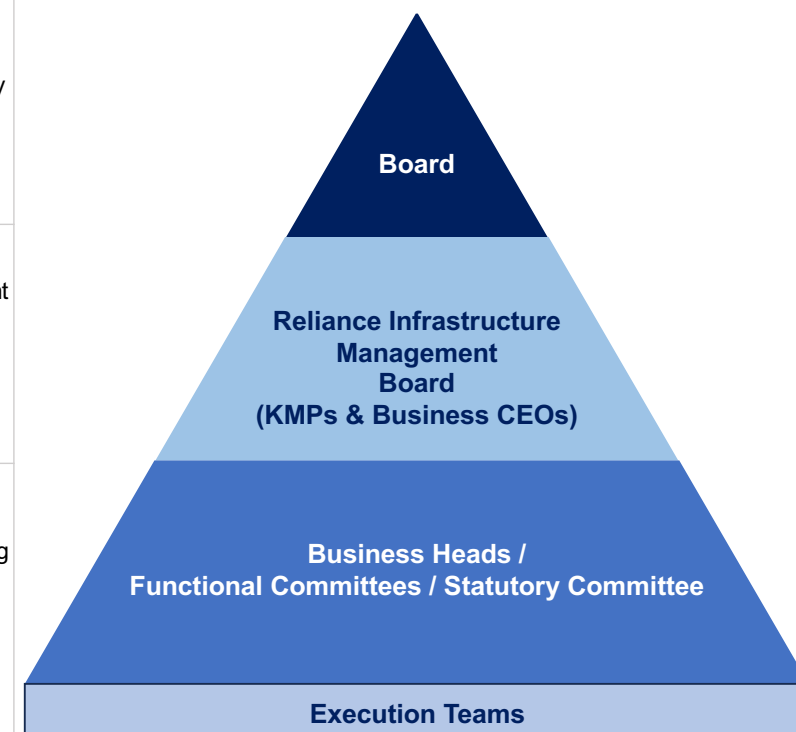 Board
Reliance Infrastructure
Management
Board
(KMPs & Business CEOs)
Business Heads /
Functional Committees / Statutory Committee
Execution Teams